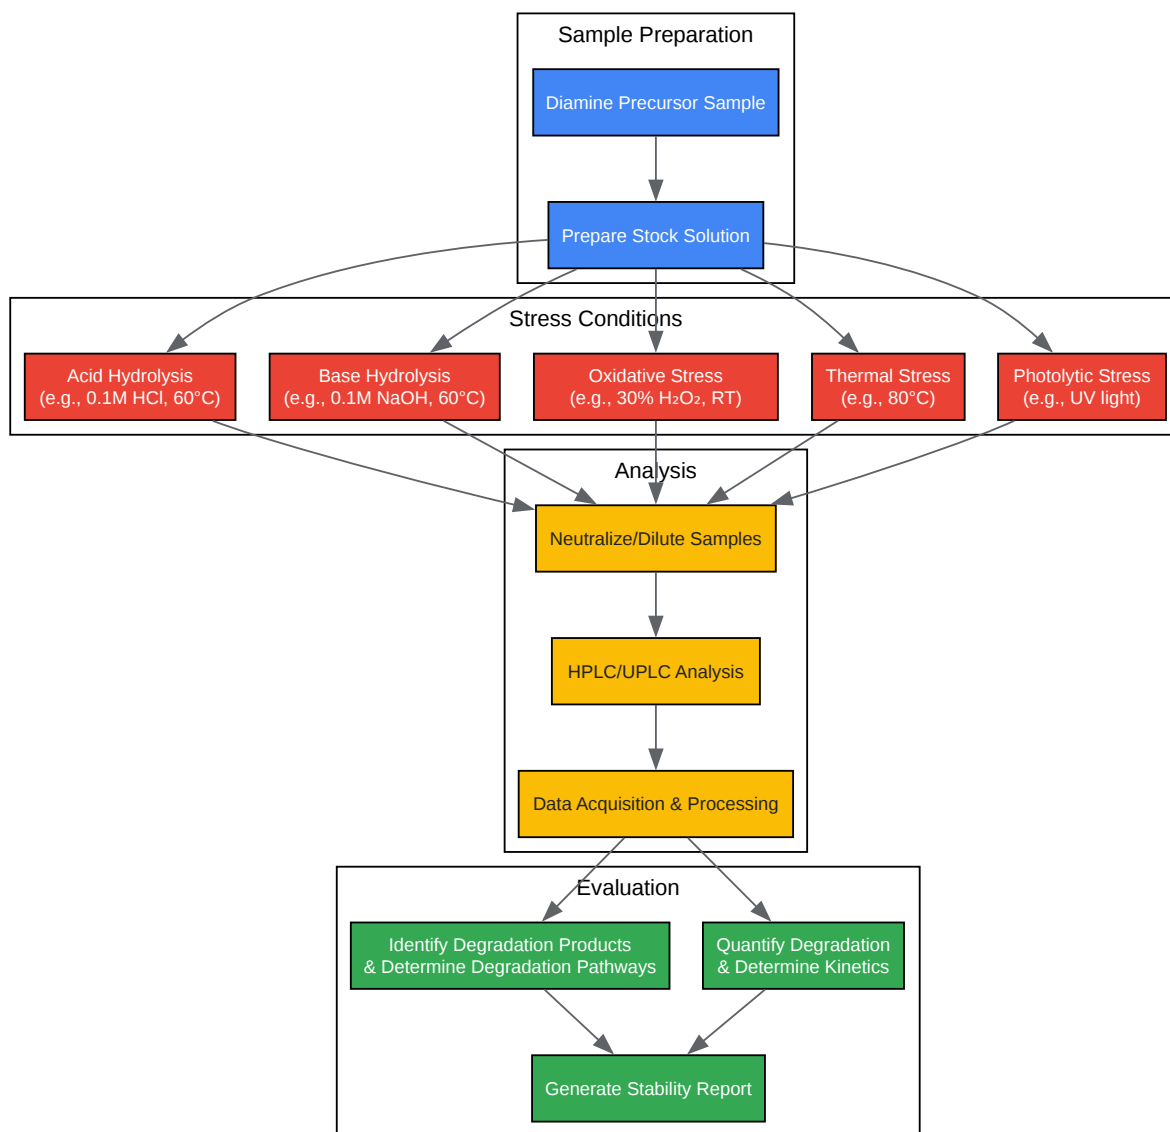 Sample Preparation
Diamine Precursor Sample
Prepare Stock Solution
Stress Conditions
Acid Hydrolysis
(e.g., 0.1M HCl, 60°C)
Base Hydrolysis
(e.g., 0.1M NaOH, 60°C)
Oxidative Stress
(e.g., 30% H₂O₂, RT)
Thermal Stress
(e.g., 80°C)
Photolytic Stress
(e.g., UV light)
Analysis
Neutralize/Dilute Samples
HPLC/UPLC Analysis
Data Acquisition & Processing
Evaluation
Identify Degradation Products
& Determine Degradation Pathways
Quantify Degradation
& Determine Kinetics
Generate Stability Report